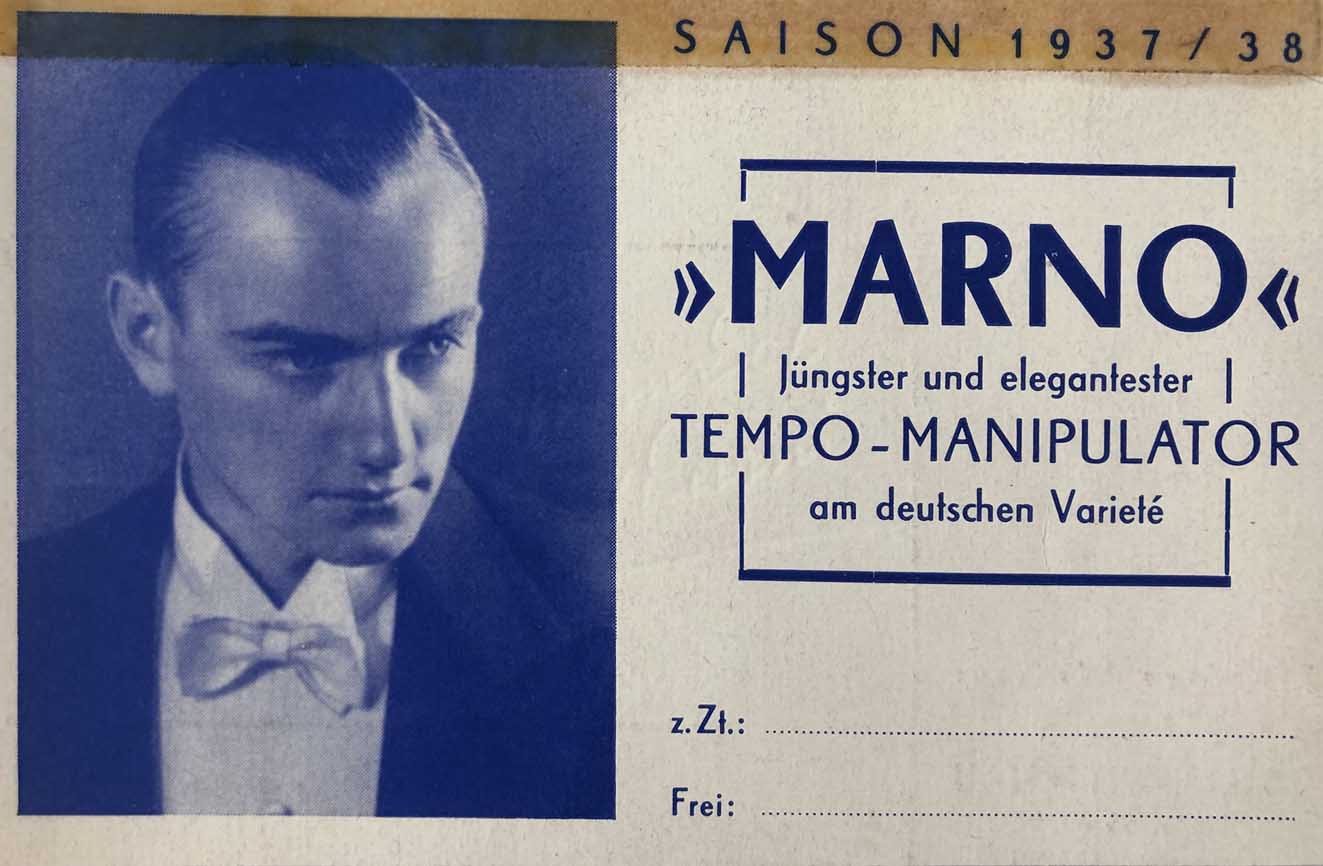 SAISON 1937/38
»MARNO«
Jüngster und elegantester
TEMPO-MANIPULATOR
am deutschen Varieté
z.Zt.:
Frei: